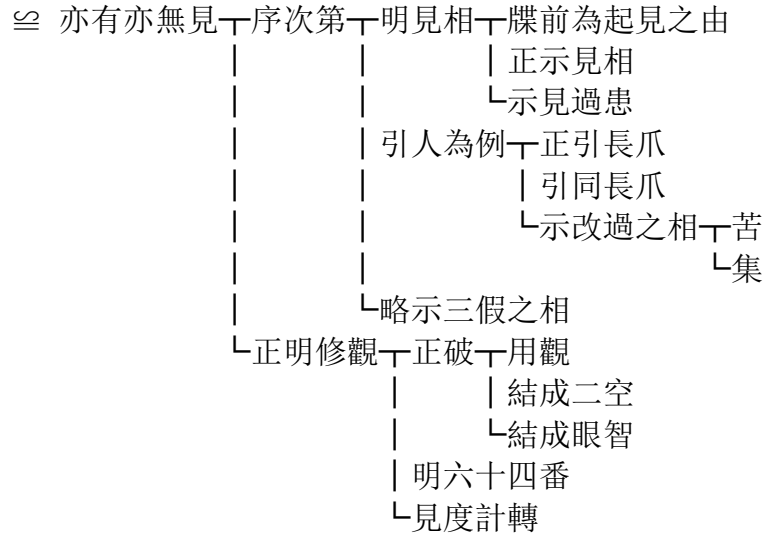 ≌ 亦有亦無見┬序次第┬明見相┬牒前為起見之由
｜ ｜ ｜正示見相
｜ ｜ └示見過患
｜ ｜引人為例┬正引長爪
｜ ｜ ｜引同長爪
｜ ｜ └示改過之相┬苦
｜ ｜ └集
｜ └略示三假之相
└正明修觀┬正破┬用觀
｜ ｜結成二空
｜ └結成眼智
｜明六十四番
└見度計轉